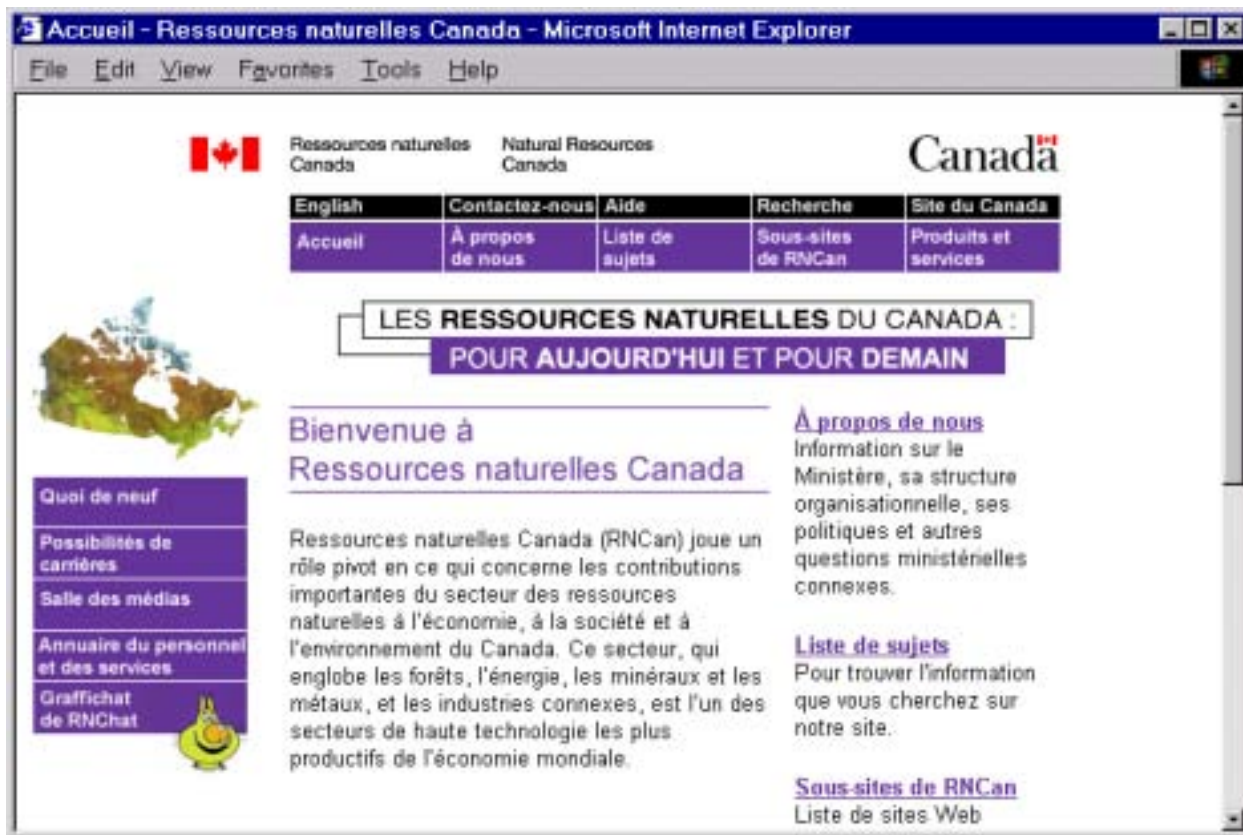 Accueil - Ressources naturelles Canada - Microsoft Internet Explorer
File Edit View Favorites Tools Help
Ressources naturelles
Canada
Natural Resources
Canada
Canada
English Contactez-nous Aide Recherche Site du Canada
Accueil
À propos
de nous
Liste de
sujets
Sous-sites
de RNCan
Produits et
services
LES RESSOURCES NATURELLES DU CANADA :
POUR AUJOURD'HUI ET POUR DEMAIN
Quoi de neuf
Possibilités de
carrières
Salle des médias
Annuaire du personnel
et des services
Graffichat
de RNChat
Bienvenue à
Ressources naturelles Canada
Ressources naturelles Canada (RNCan) joue un
rôle pivot en ce qui concerne les contributions
importantes du secteur des ressources
naturelles à l'économie, à la société et à
l'environnement du Canada. Ce secteur, qui
englobe les forêts, l'énergie, les minéraux et les
métaux, et les industries connexes, est l'un des
secteurs de haute technologie les plus
productifs de l'économie mondiale.
À propos de nous
Information sur le
Ministère, sa structure
organisationnelle, ses
politiques et autres
questions ministérielles
connexes.
Liste de sujets
Pour trouver l'information
que vous cherchez sur
notre site.
Sous-sites de RNCan
Liste de sites Web